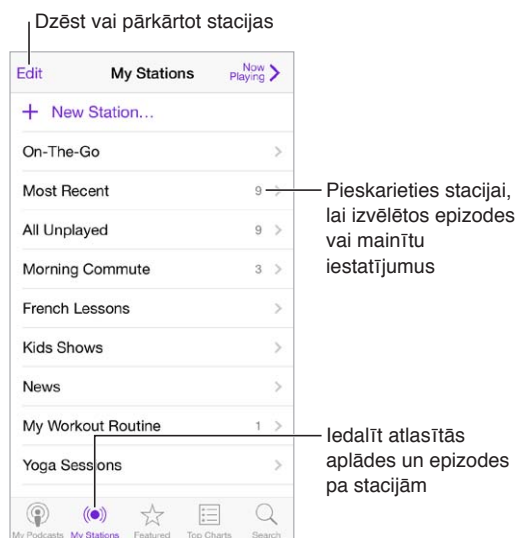 Dzēst vai pārkārtot stacijas
Edit
My Stations
Now
Playing
+ New Station...
On-The-Go
Most Recent 9
All Unplayed 9
Morning Commute 3
French Lessons
Kids Shows
News
My Workout Routine 1
Yoga Sessions
My Podcasts My Stations Featured Top Charts Search
Pieskarieties stacijai,
lai izvēlētos epizodes
vai mainītu
iestatījumus
Iedalīt atlasītās
aplādes un epizodes
pa stacijām